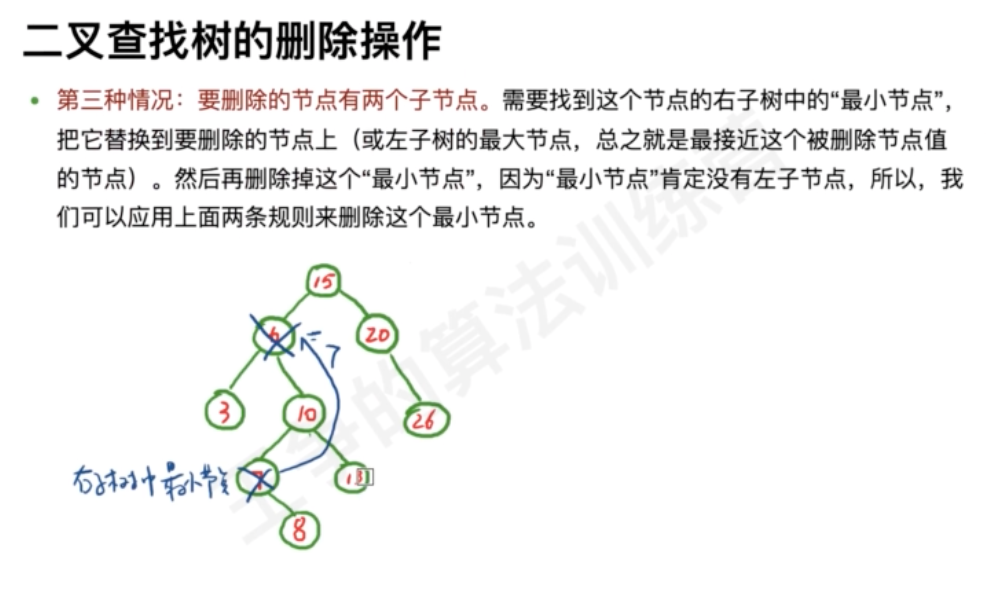 二叉查找树的删除操作
• 第三种情况：要删除的节点有两个子节点。需要找到这个节点的右子树中的“最小节点”，
把它替换到要删除的节点上（或左子树的最大节点，总之就是最接近这个被删除节点值
的节点）。然后再删除掉这个“最小节点”，因为“最小节点”肯定没有左子节点，所以，我
们可以应用上面两条规则来删除这个最小节点。
15
6 =7 20
3 10 26
右子树中最小节点 7 13
8
王争的算法训练营